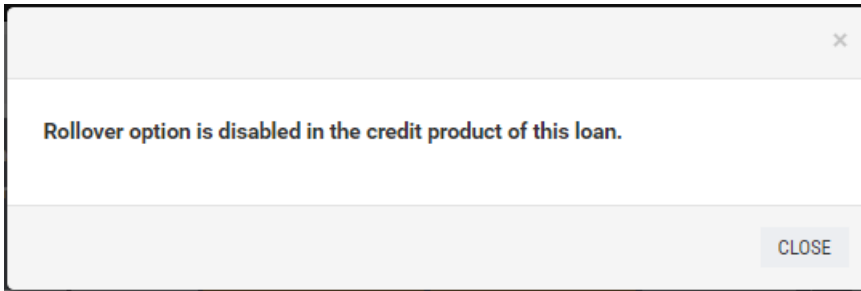 ×
Rollover option is disabled in the credit product of this loan.
CLOSE